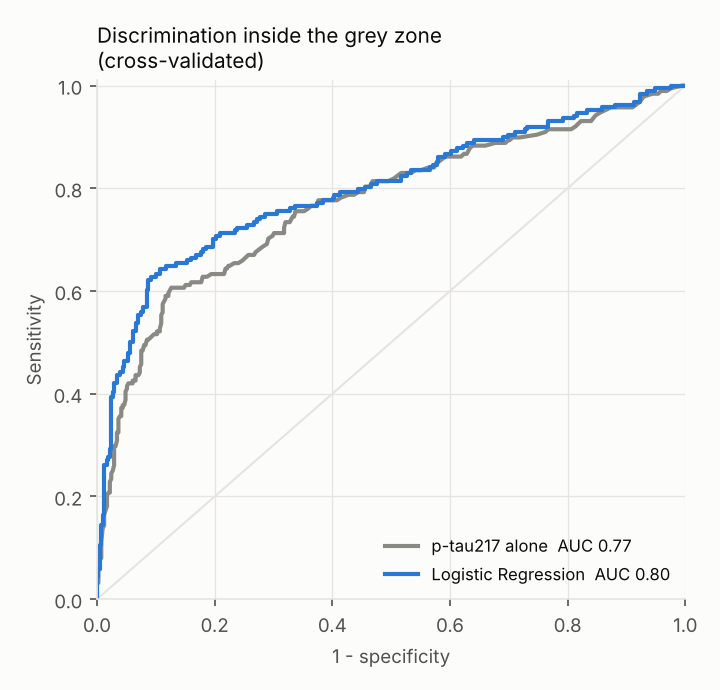 Discrimination inside the grey zone
(cross-validated)
1.0
0.8
0.6
0.4
0.2
0.0
Sensitivity
p-tau217 alone  AUC 0.77
Logistic Regression  AUC 0.80
0.0 0.2 0.4 0.6 0.8 1.0
1 - specificity